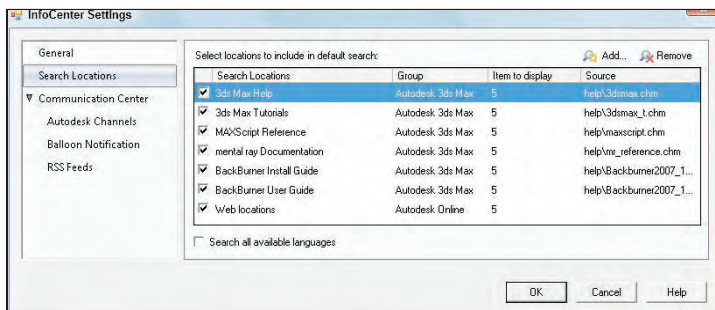 InfoCenter Settings
General
Search Locations
Communication Center
Autodesk Channels
Balloon Notification
RSS Feeds
Select locations to include in default search:
Add... Remove
Search Locations Group Item to display Source
3ds Max Help Autodesk 3ds Max 5 help\3dsmax.chm
3ds Max Tutorials Autodesk 3ds Max 5 help\3dsmax_t.chm
MAXScript Reference Autodesk 3ds Max 5 help\maxscript.chm
mental ray Documentation Autodesk 3ds Max 5 help\mr_reference.chm
BackBurner Install Guide Autodesk 3ds Max 5 help\Backburner2007_1...
BackBurner User Guide Autodesk 3ds Max 5 help\Backburner2007_1...
Web locations Autodesk Online 5
Search all available languages
OK Cancel Help